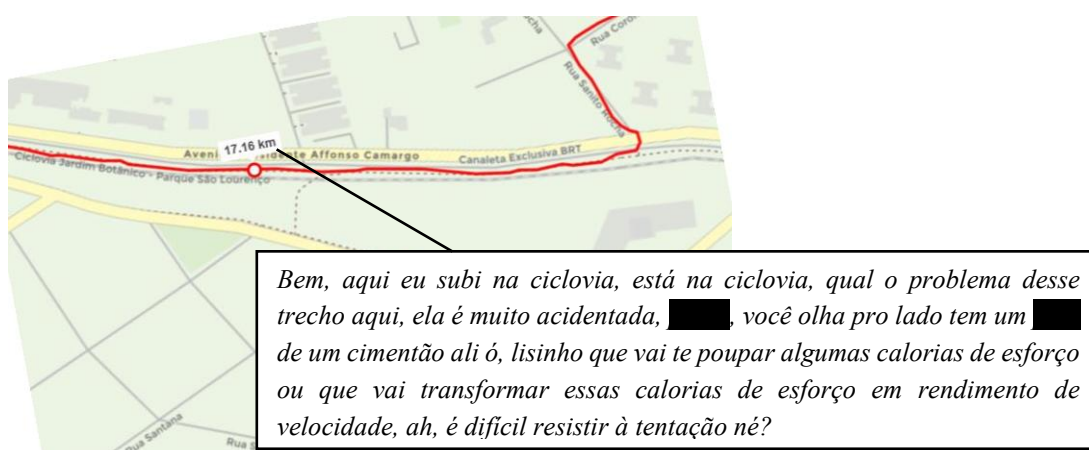 Rocha
Rua Coro
Rua Sanito Rocha
17.16 km
Aveni idente Affonso Camargo
Canaleta Exclusiva BRT
Ciclovia Jardim Botânico - Parque São Lourenço
Rua Santana
Rua S
Bem, aqui eu subi na ciclovia, está na ciclovia, qual o problema desse
trecho aqui, ela é muito acidentada, , você olha pro lado tem um
de um cimentão ali ó, lisinho que vai te poupar algumas calorias de esforço
ou que vai transformar essas calorias de esforço em rendimento de
velocidade, ah, é difícil resistir à tentação né?